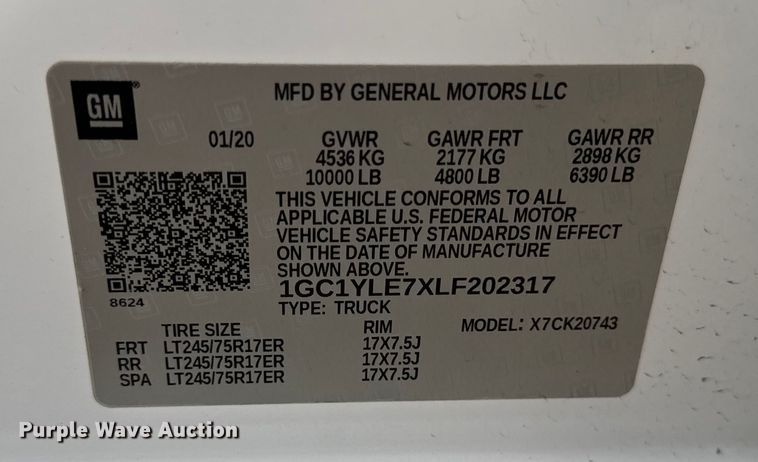 GM
MFD BY GENERAL MOTORS LLC
01/20 GVWR GAWR FRT GAWR RR
4536 KG 2177 KG 2898 KG
10000 LB 4800 LB 6390 LB
THIS VEHICLE CONFORMS TO ALL
APPLICABLE U.S. FEDERAL MOTOR
VEHICLE SAFETY STANDARDS IN EFFECT
ON THE DATE OF MANUFACTURE
SHOWN ABOVE.
8624
1GC1YLE7XLF202317
TYPE: TRUCK
TIRE SIZE RIM MODEL: X7CK20743
FRT LT245/75R17ER 17X7.5J
RR LT245/75R17ER 17X7.5J
SPA LT245/75R17ER 17X7.5J
Purple Wave Auction